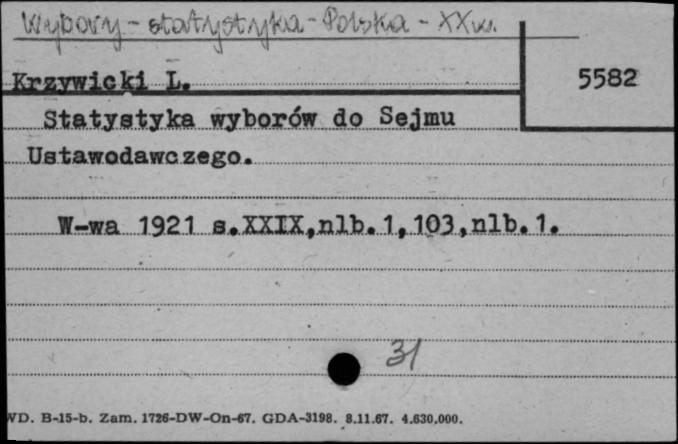 Wybory - statystyka - Polska - XXw.
Krzywicki L.
5582
Statystyka wyborów do Sejmu
Ustawodawczego.
W-wa 1921 s.XXIX,nlb.1,103,nlb.1.
31
WD. B-15-b. Zam. 1726-DW-On-67. GDA-3198. 8.11.67. 4.630,000.